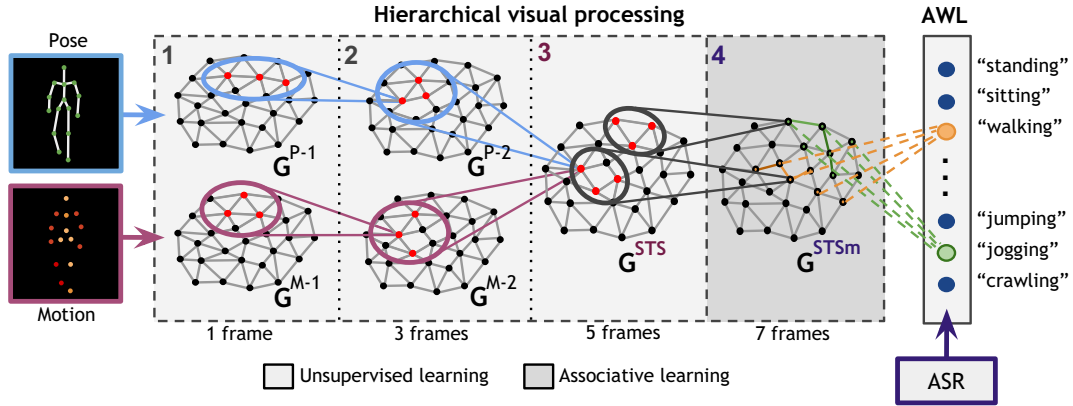 Hierarchical visual processing
AWL
Pose
1
2
3
4
G P-1
G P-2
G STS
G STSm
G M-1
G M-2
Motion
1 frame
3 frames
5 frames
7 frames
“standing”
“sitting”
“walking”
“jumping”
“jogging”
“crawling”
ASR
Unsupervised learning
Associative learning